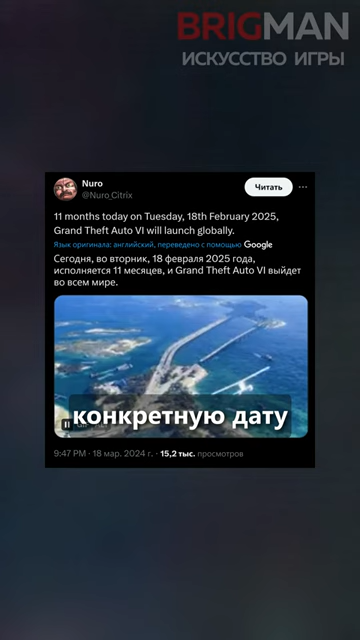 BRIGMAN
ИСКУССТВО ИГРЫ
Nuro
@Nuro_Citrix
Читать
11 months today on Tuesday, 18th February 2025,
Grand Theft Auto VI will launch globally.
Язык оригинала: английский, переведено с помощью Google
Сегодня, во вторник, 18 февраля 2025 года,
исполняется 11 месяцев, и Grand Theft Auto VI выйдет
во всем мире.
конкретную дату
9:47 PM · 18 мар. 2024 г. · 15,2 тыс. просмотров